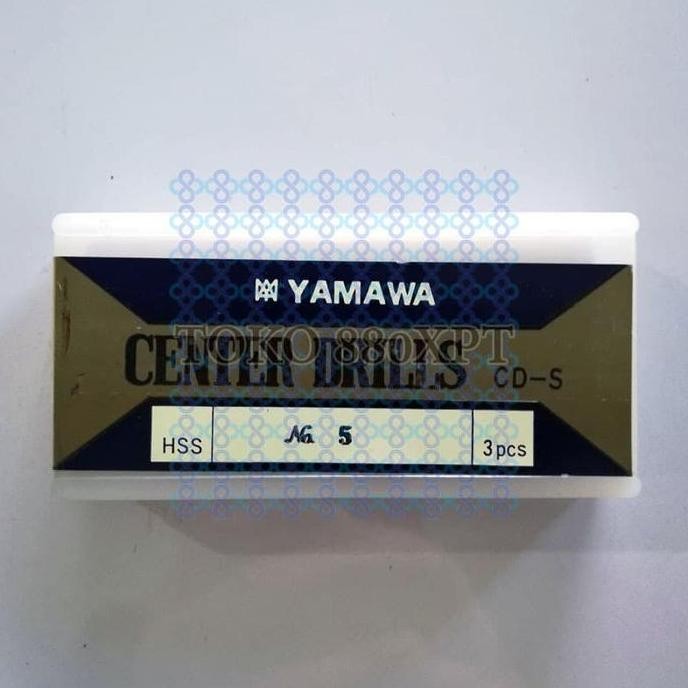 YAMAWA
TOKO 880XPT
CENTER DRILLS CD-S
HSS No. 5 3pcs